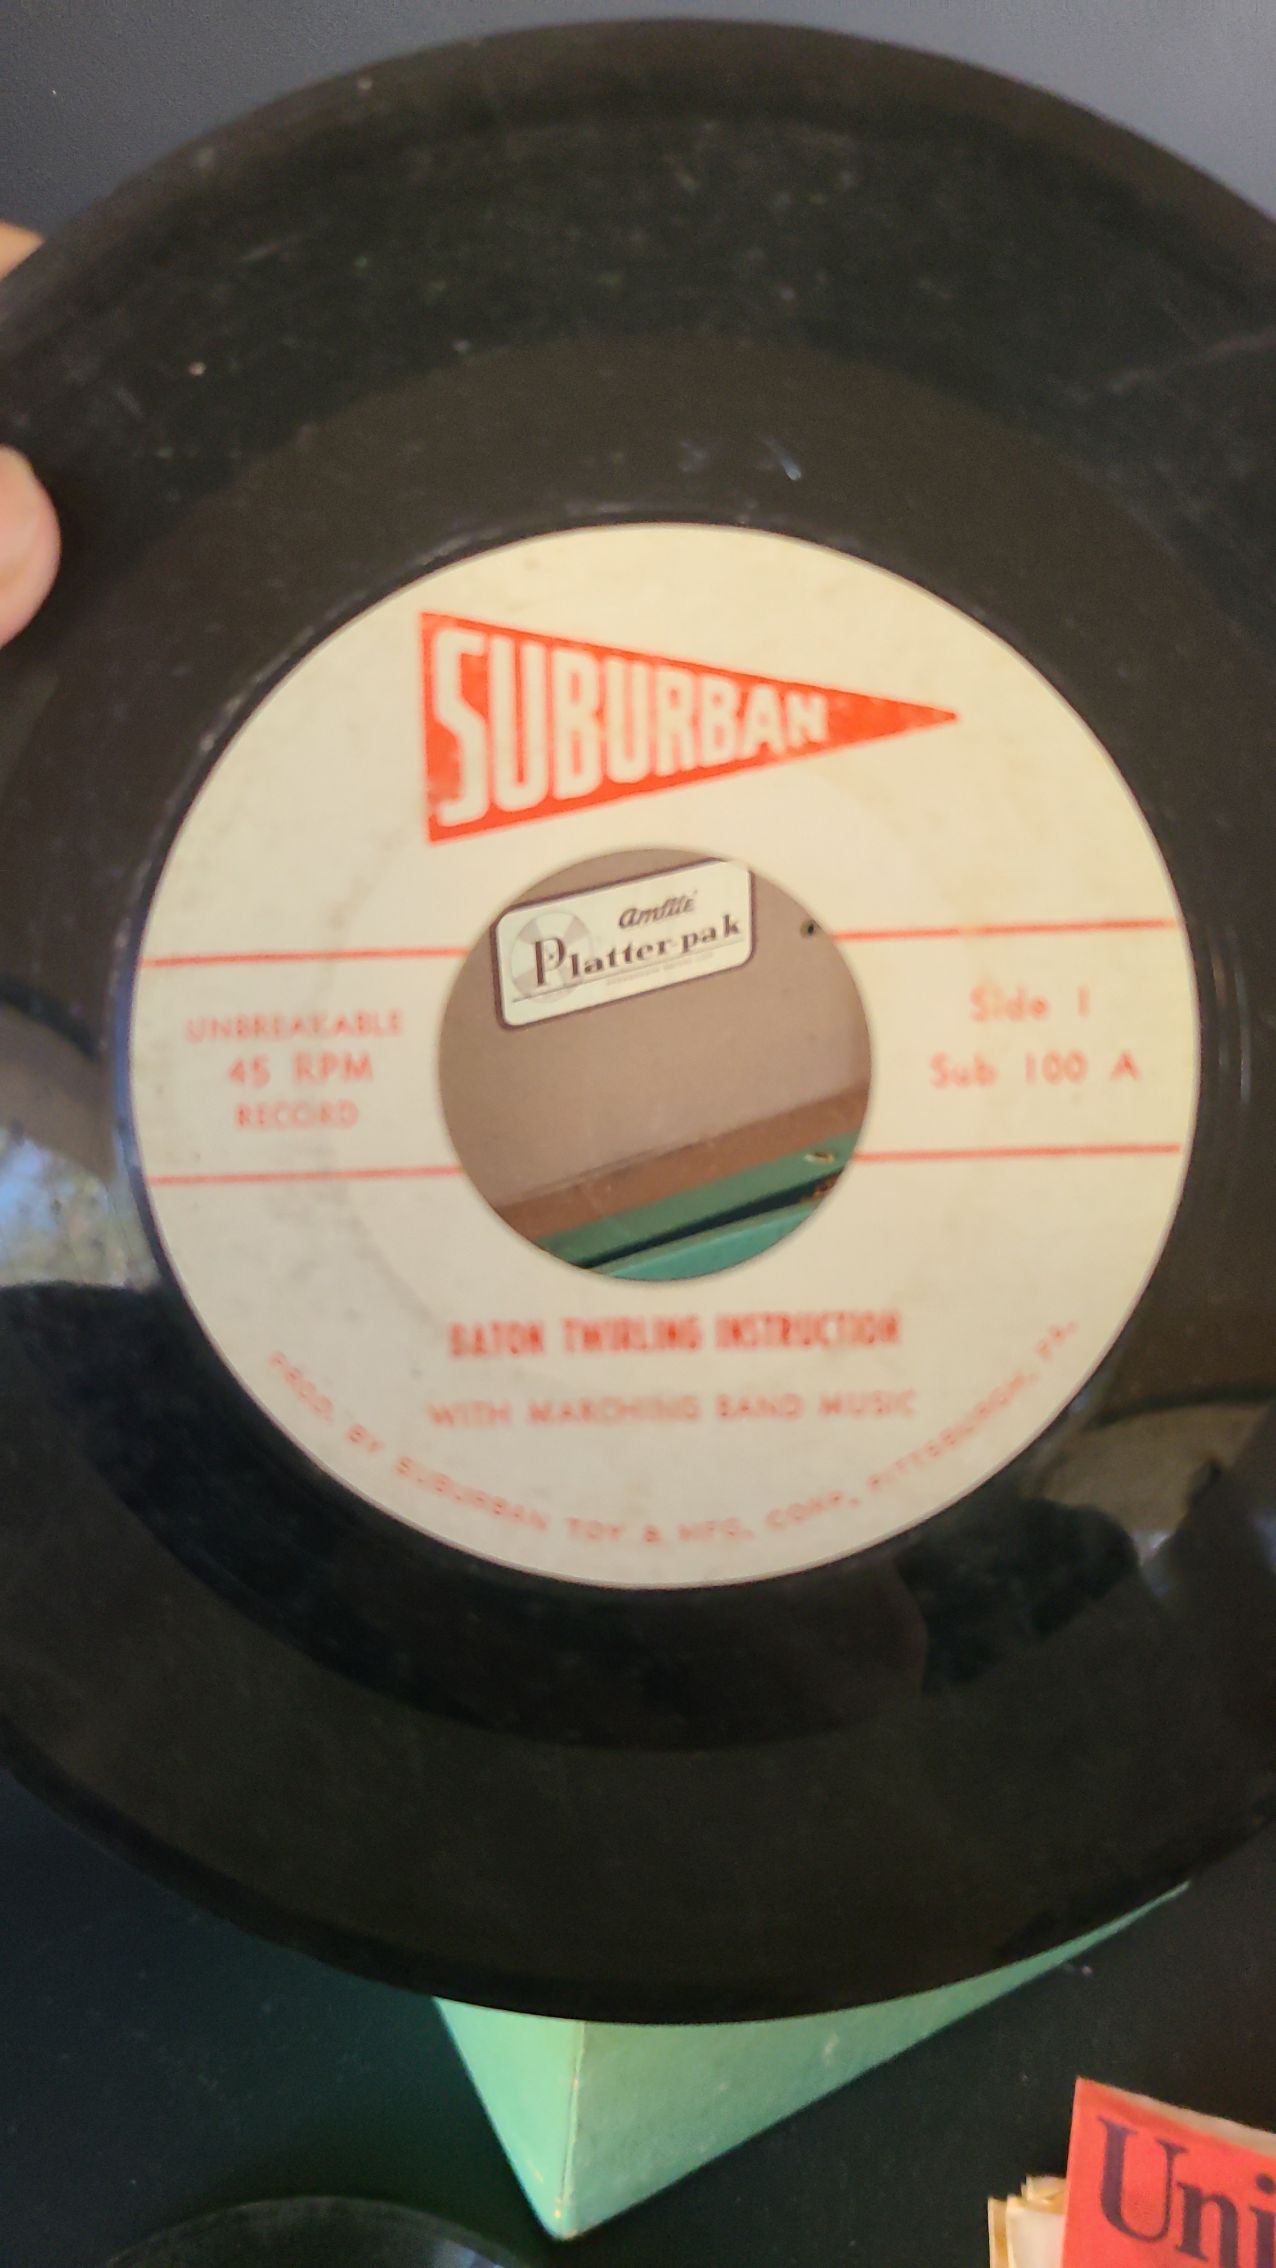 SUBURBAN
amfile
Platter-pak
UNBREAKABLE
45 RPM
RECORD
Side 1
Sub 100 A
BATON TWIRLING INSTRUCTION
WITH MARCHING BAND MUSIC
PROD. BY SUBURBAN TOY & MFG. CORP. PITTSBURGH, PA.
Uni